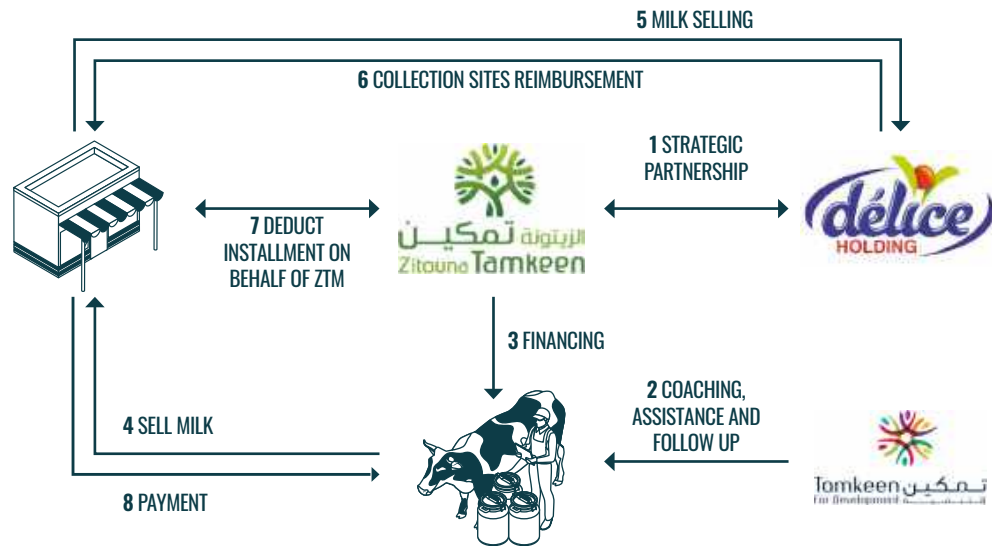 5 MILK SELLING
6 COLLECTION SITES REIMBURSEMENT
1 STRATEGIC
PARTNERSHIP
délice
HOLDING
7 DEDUCT
INSTALLMENT ON
BEHALF OF ZTM
الزيتونة تمكين
Zitouna Tamkeen
3 FINANCING
2 COACHING,
ASSISTANCE AND
FOLLOW UP
4 SELL MILK
8 PAYMENT
Tamkeen تمكين
For Development